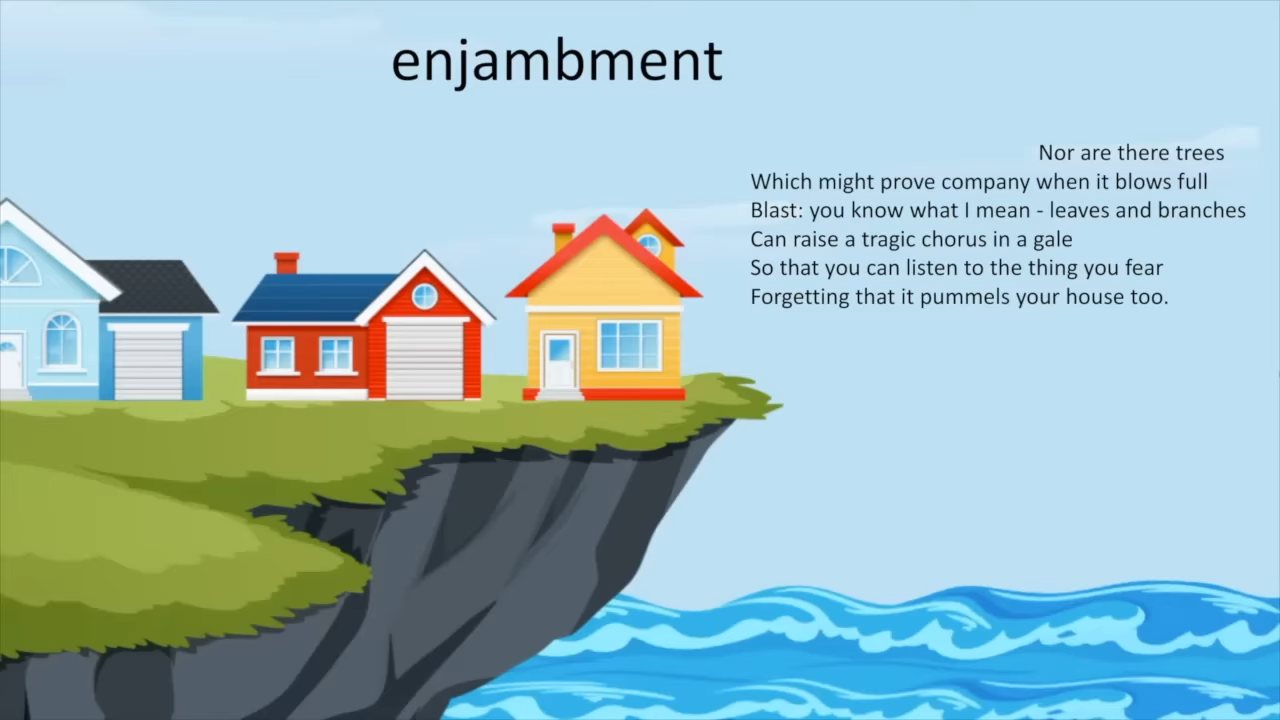 enjambment
Nor are there trees
Which might prove company when it blows full
Blast: you know what I mean - leaves and branches
Can raise a tragic chorus in a gale
So that you can listen to the thing you fear
Forgetting that it pummels your house too.